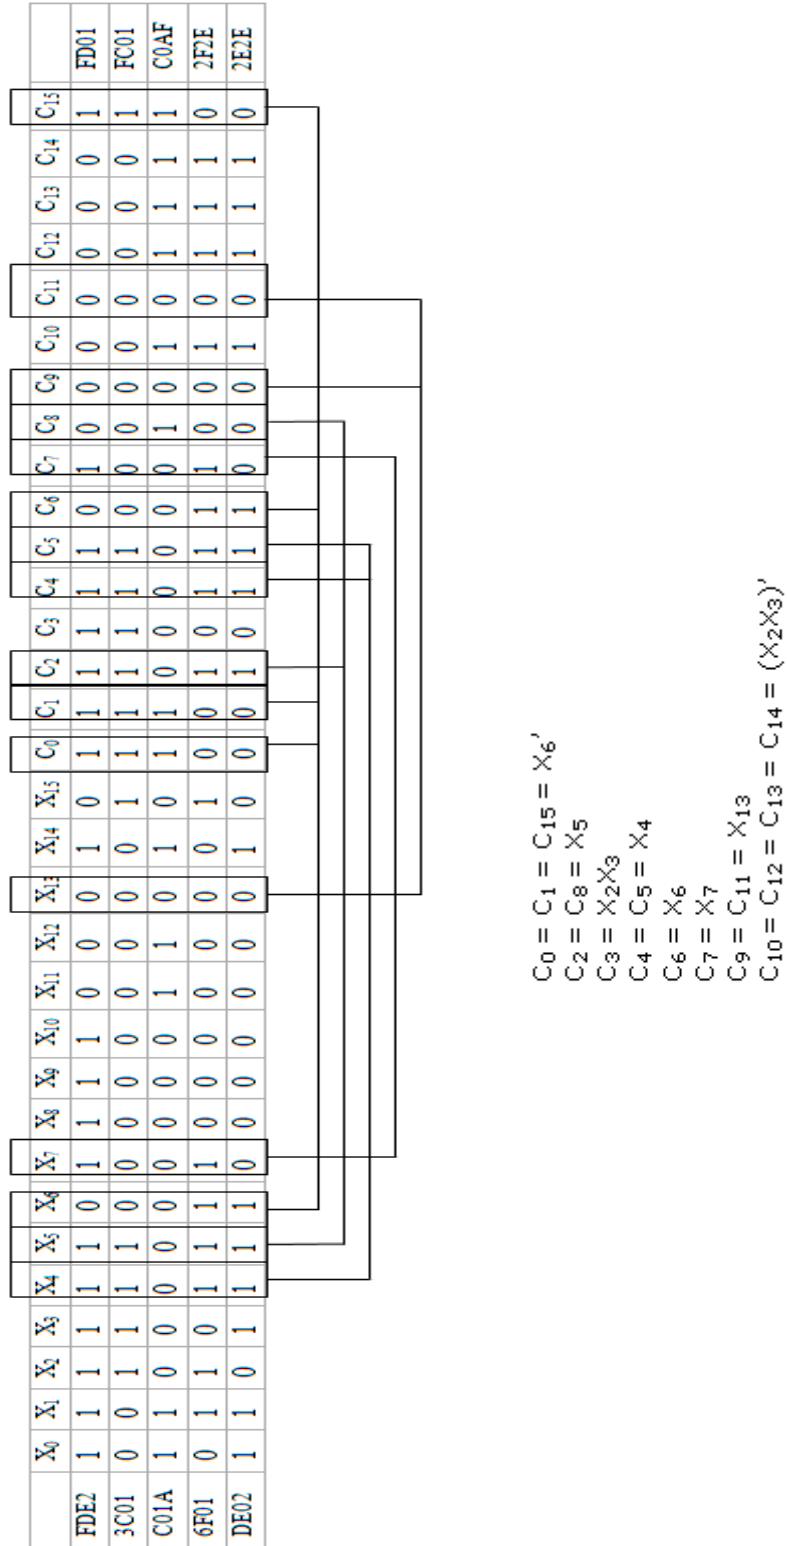 X₀ X₁ X₂ X₃ X₄ X₅ X₆ X₇ X₈ X₉ X₁₀ X₁₁ X₁₂ X₁₃ X₁₄ X₁₅ C₀ C₁ C₂ C₃ C₄ C₅ C₆ C₇ C₈ C₉ C₁₀ C₁₁ C₁₂ C₁₃ C₁₄ C₁₅
FDE2 1 1 1 1 1 1 0 1 1 1 1 0 0 0 1 0 1 1 1 1 1 1 0 1 0 0 0 0 0 0 0 1 FD01
3C01 0 0 1 1 1 1 0 0 0 0 0 0 0 0 0 1 1 1 1 1 1 1 0 0 0 0 0 0 0 0 0 1 FC01
C01A 1 1 0 0 0 0 0 0 0 0 0 1 1 0 1 0 1 1 0 0 0 0 0 0 1 0 1 0 1 1 1 1 C0AF
6F01 0 1 1 0 1 1 1 1 0 0 0 0 0 0 0 1 0 0 1 0 1 1 1 1 0 0 1 0 1 1 1 0 2F2E
DE02 1 1 0 1 1 1 1 0 0 0 0 0 0 0 1 0 0 0 1 0 1 1 1 0 0 0 1 0 1 1 1 0 2E2E
C₀ = C₁ = C₁₅ = X₆'
C₂ = C₈ = X₅
C₃ = X₂X₃
C₄ = C₅ = X₄
C₆ = X₆
C₇ = X₇
C₉ = C₁₁ = X₁₃
C₁₀ = C₁₂ = C₁₃ = C₁₄ = (X₂X₃)'